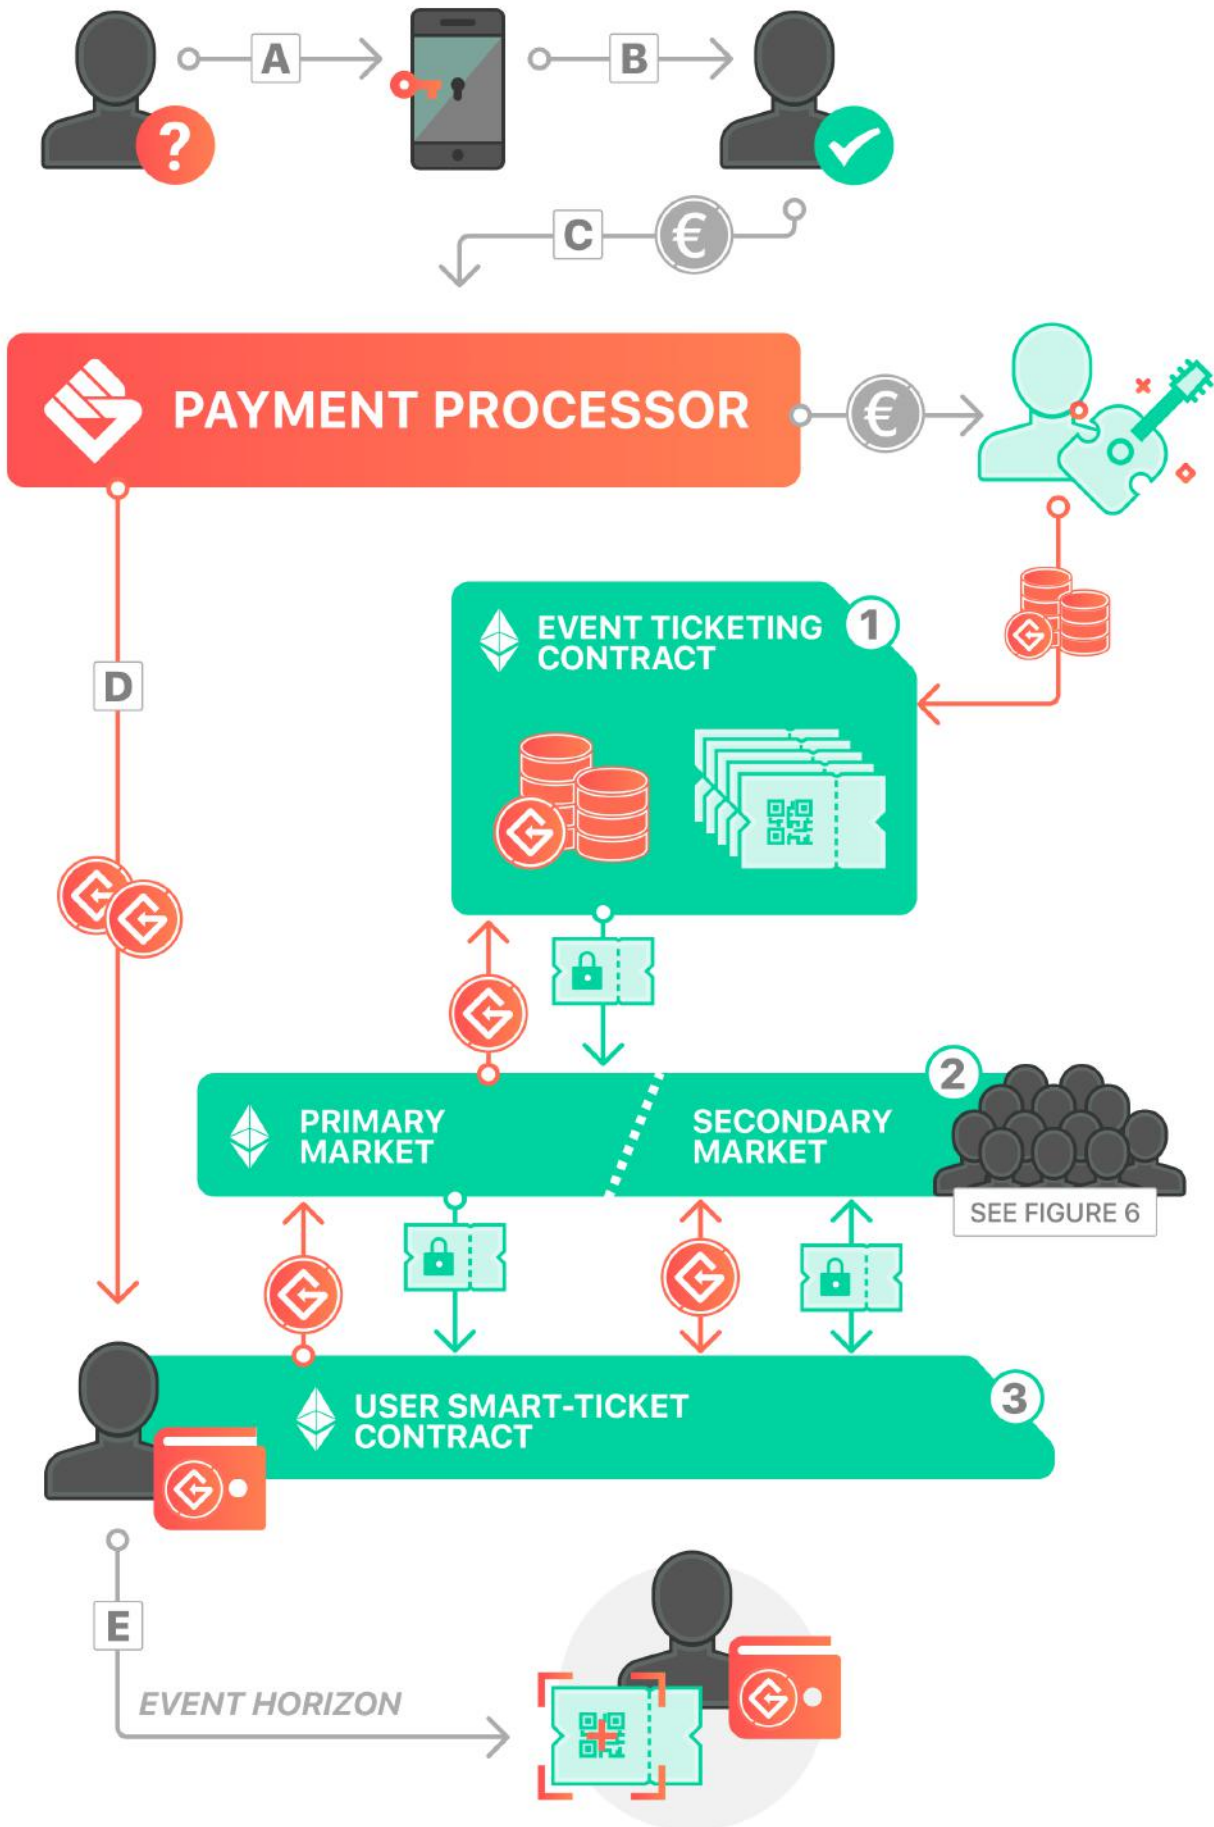 ?
A
B
C
€
PAYMENT PROCESSOR
€
EVENT TICKETING
CONTRACT
1
D
2
PRIMARY
MARKET
SECONDARY
MARKET
SEE FIGURE 6
3
USER SMART-TICKET
CONTRACT
E
EVENT HORIZON